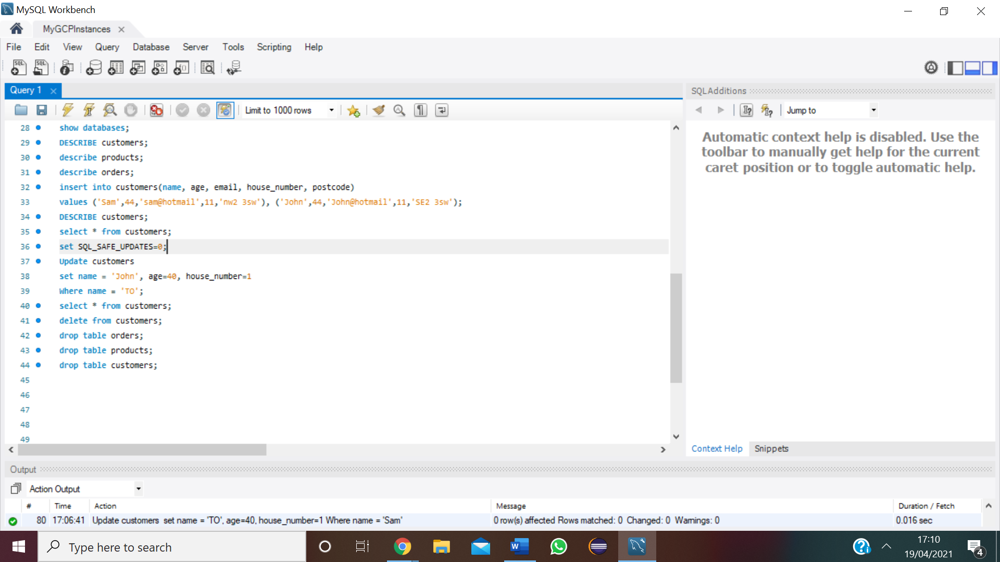 MySQL Workbench
MyGCPInstances
File Edit View Query Database Server Tools Scripting Help
Query 1
SQLAdditions
Limit to 1000 rows
Jump to
28 show databases;
29 DESCRIBE customers;
30 describe products;
31 describe orders;
32 insert into customers(name, age, email, house_number, postcode)
33 values ('Sam',44,'sam@hotmail',11,'nw2 3sw'), ('John',44,'John@hotmail',11,'SE2 3sw');
34 DESCRIBE customers;
35 select * from customers;
36 set SQL_SAFE_UPDATES=0;
37 Update customers
38 set name = 'John', age=40, house_number=1
39 Where name = 'TO';
40 select * from customers;
41 delete from customers;
42 drop table orders;
43 drop table products;
44 drop table customers;
45
46
47
48
49
Automatic context help is disabled. Use the
toolbar to manually get help for the current
caret position or to toggle automatic help.
Context Help Snippets
Output
Action Output
# Time Action Message Duration / Fetch
80 17:06:41 Update customers set name = 'TO', age=40, house_number=1 Where name = 'Sam' 0 row(s) affected Rows matched: 0 Changed: 0 Warnings: 0 0.016 sec
Type here to search
17:10
19/04/2021
4